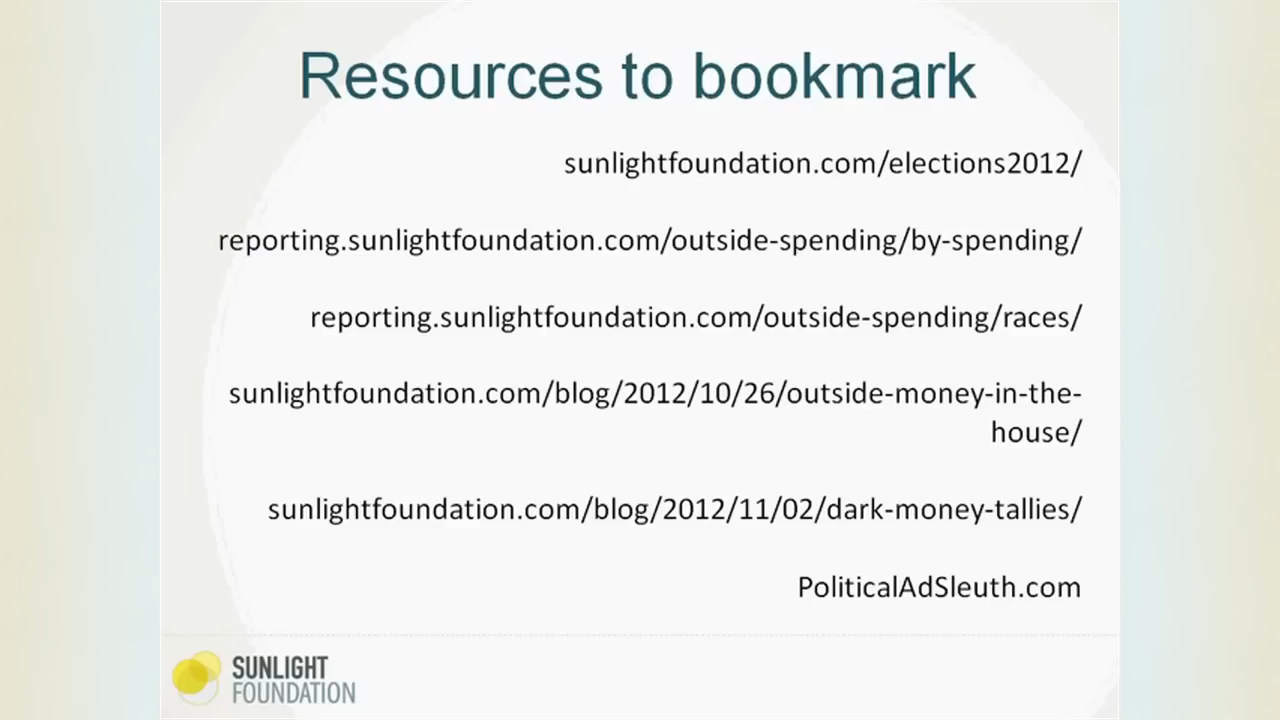 Resources to bookmark
sunlightfoundation.com/elections2012/
reporting.sunlightfoundation.com/outside-spending/by-spending/
reporting.sunlightfoundation.com/outside-spending/races/
sunlightfoundation.com/blog/2012/10/26/outside-money-in-the-
house/
sunlightfoundation.com/blog/2012/11/02/dark-money-tallies/
PoliticalAdSleuth.com
SUNLIGHT
FOUNDATION